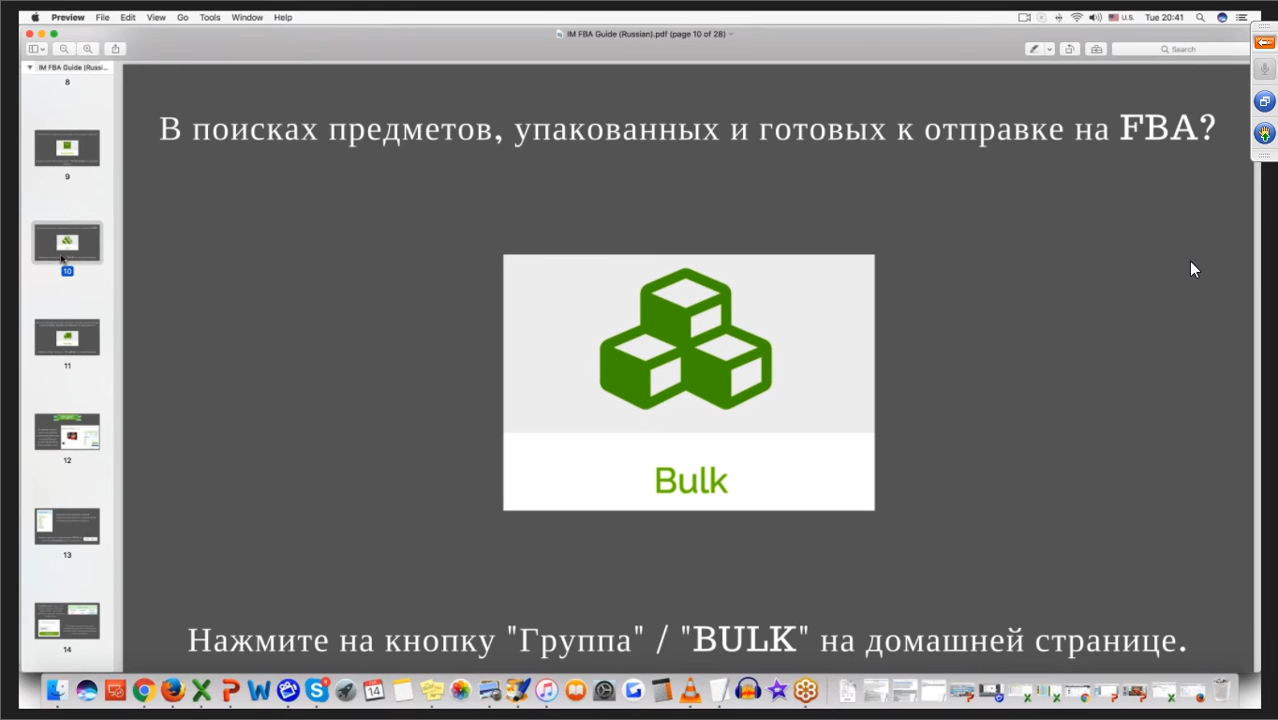 Preview File Edit View Go Tools Window Help U.S. Tue 20:41
IM FBA Guide (Russian).pdf (page 10 of 28)
Search
IM FBA Guide (Russi...
8
9
10
11
12
13
14
В поисках предметов, упакованных и готовых к отправке на FBA?
Bulk
Нажмите на кнопку "Группа" / "BULK" на домашней странице.
14